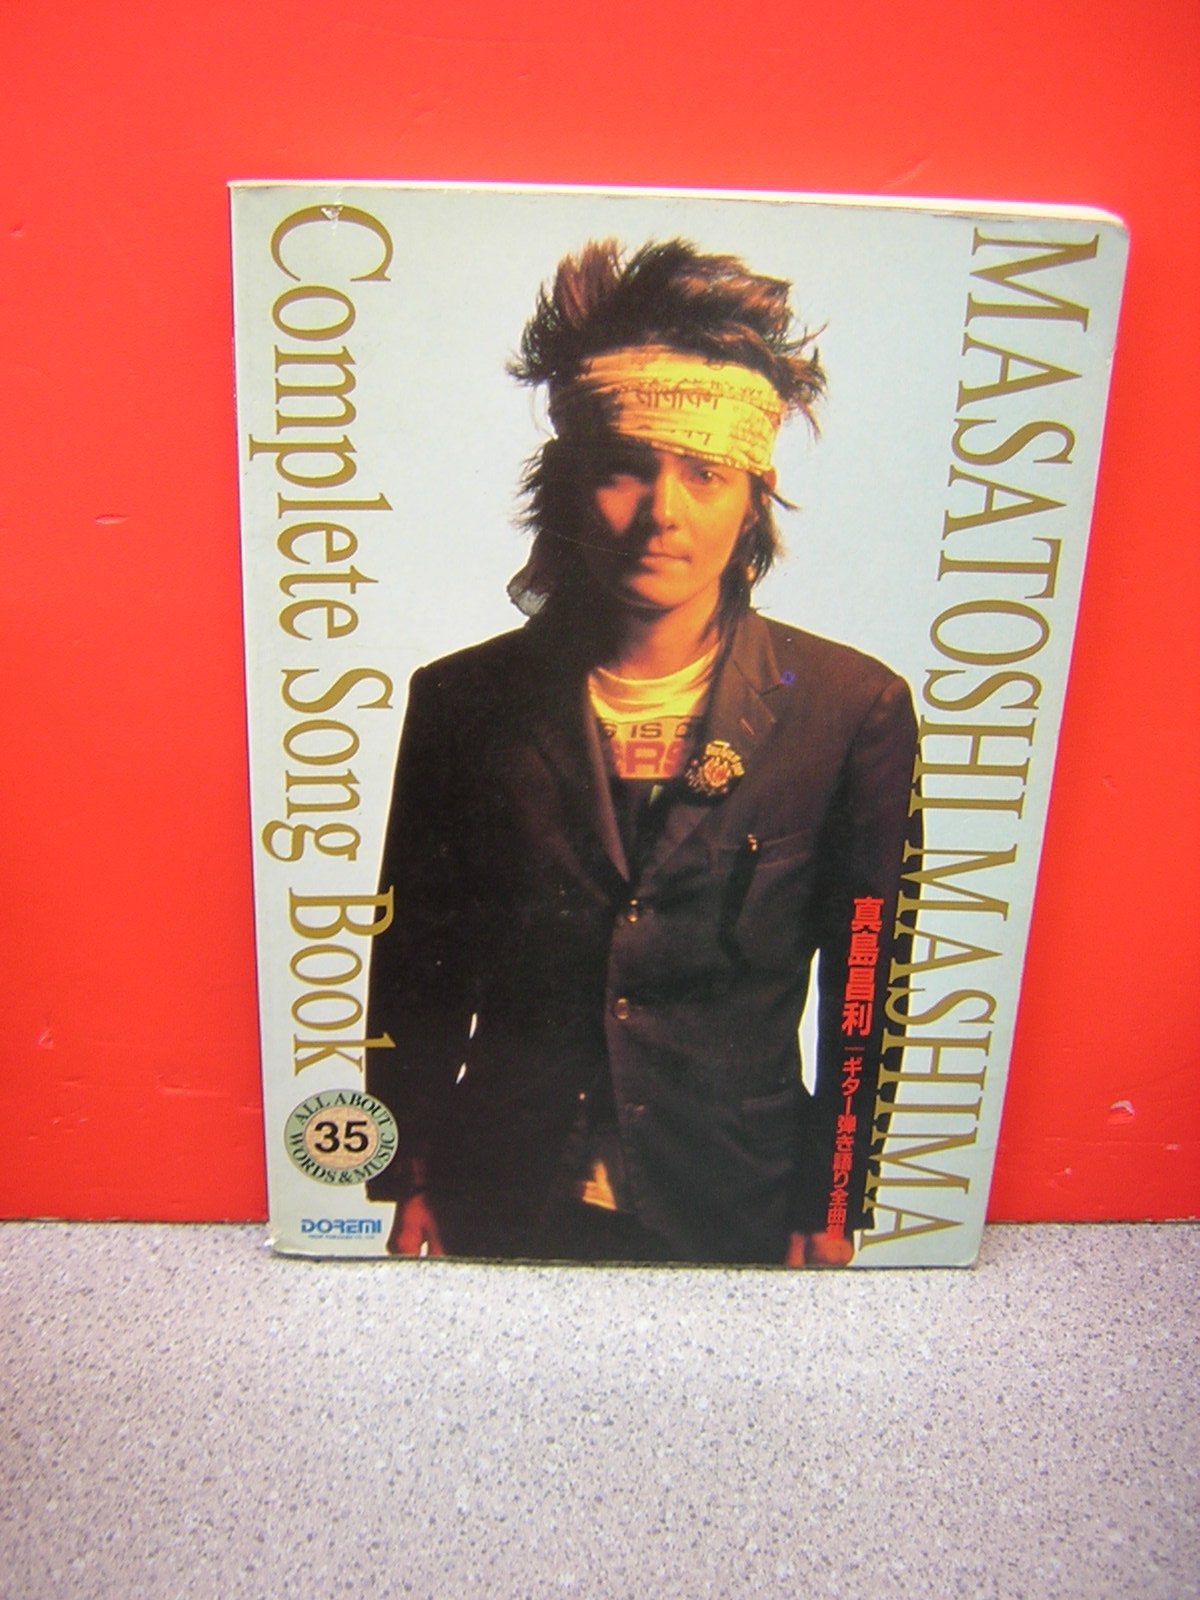 MASATOSHI MASHIMA
Complete Song Book
真島昌利
ギター弾き語り全曲集
IS
ALL ABOUT
35
WORDS & MUSIC
DOREMI